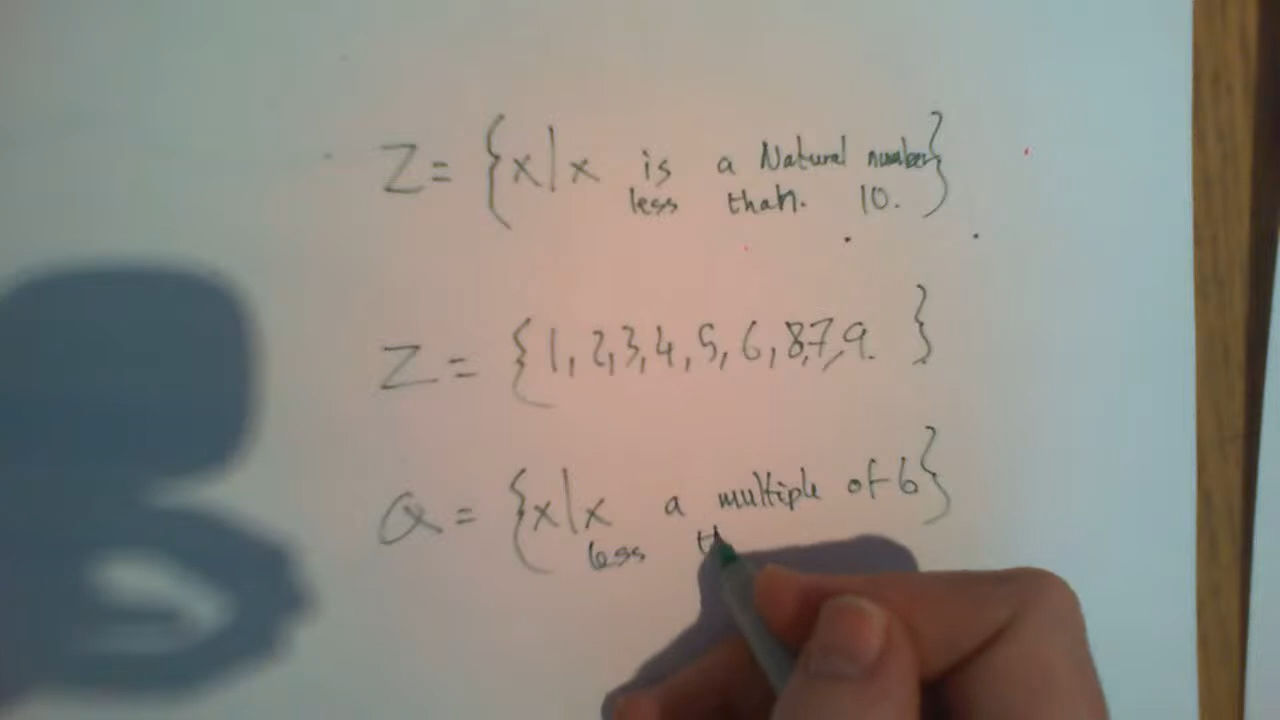 Z = {x|x is a Natural number}
less than. 10.
Z = {1, 2, 3, 4, 5, 6, 8, 7, 9. }
Q = {x|x a multiple of 6}
less